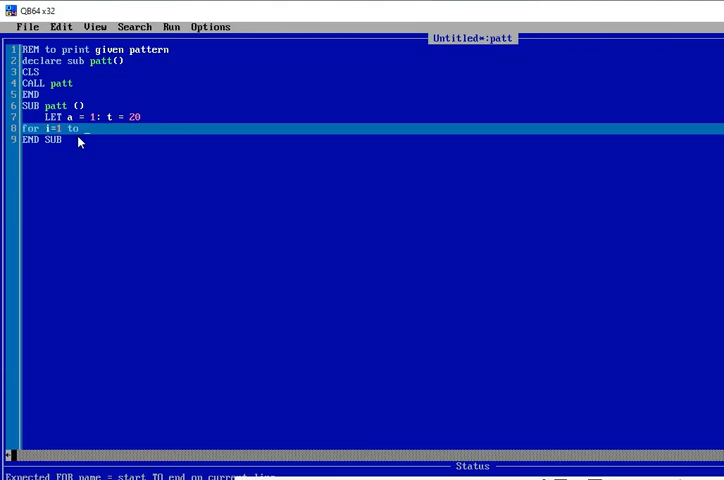 QB64 x32
File Edit View Search Run Options
Untitled*:patt
1 REM to print given pattern
2 declare sub patt()
3 CLS
4 CALL patt
5 END
6 SUB patt ()
7 LET a = 1: t = 20
8 for i=1 to _
9 END SUB
Status
Expected FOR name = start TO end on current line